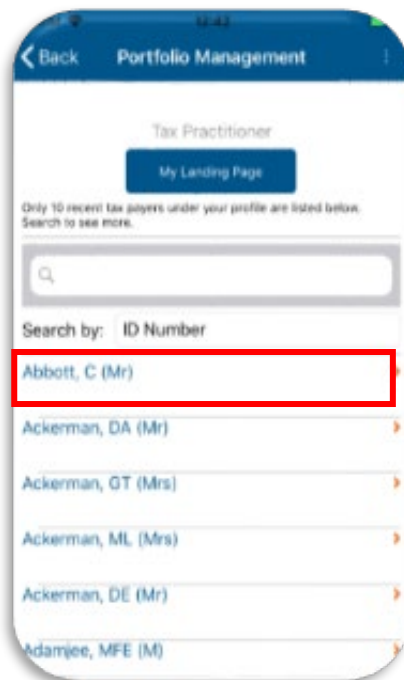 12:42
Back Portfolio Management
Tax Practitioner
My Landing Page
Only 10 recent tax payers under your profile are listed below.
Search to see more.
Search by: ID Number
Abbott, C (Mr)
Ackerman, DA (Mr)
Ackerman, GT (Mrs)
Ackerman, ML (Mrs)
Ackerman, DE (Mr)
Adamjee, MFE (M)